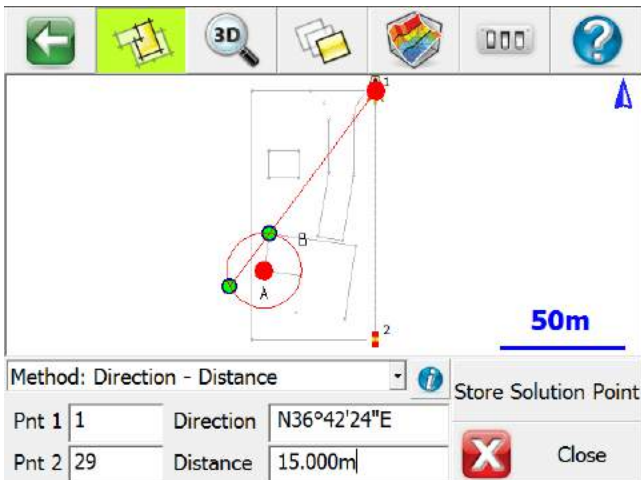 3D
1
B
A
2
50m
Method: Direction - Distance
Store Solution Point
Pnt 1 1 Direction N36°42'24"E
Pnt 2 29 Distance 15.000m
Close